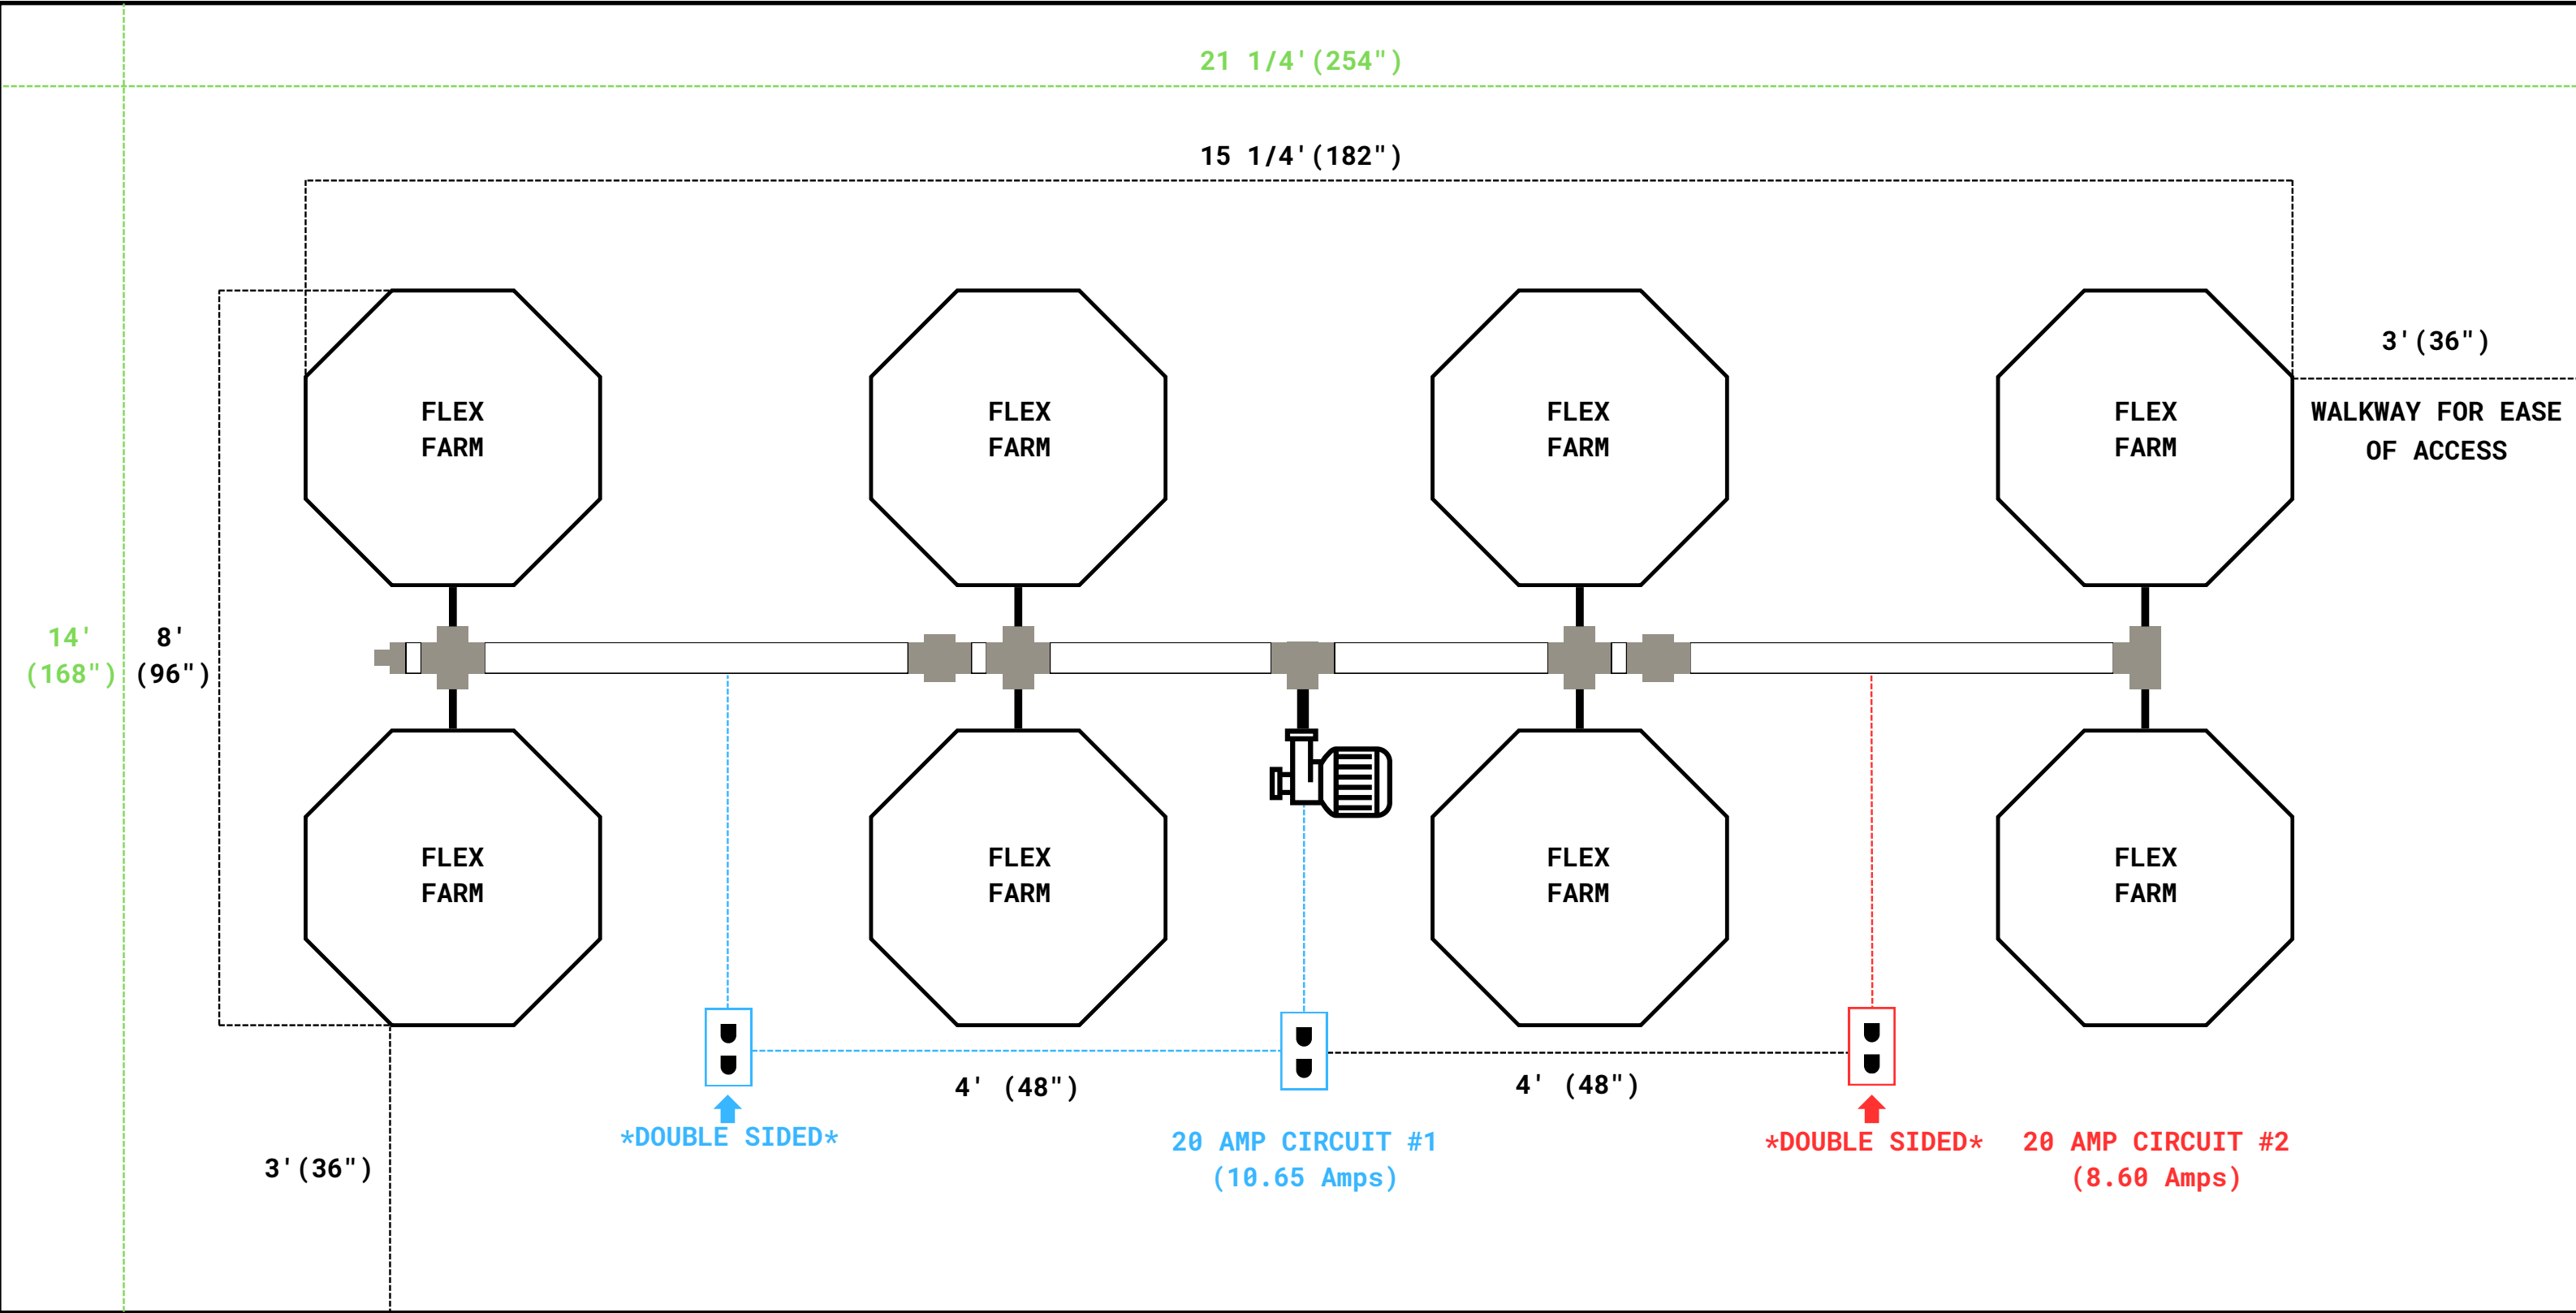 21 1/4'(254")
15 1/4'(182")
3'(36")
FLEX
FARM
FLEX
FARM
FLEX
FARM
FLEX
FARM
WALKWAY FOR EASE
OF ACCESS
14'
(168")
8'
(96")
FLEX
FARM
FLEX
FARM
FLEX
FARM
FLEX
FARM
4' (48")
4' (48")
*DOUBLE SIDED*
20 AMP CIRCUIT #1
(10.65 Amps)
*DOUBLE SIDED*
20 AMP CIRCUIT #2
(8.60 Amps)
3'(36")